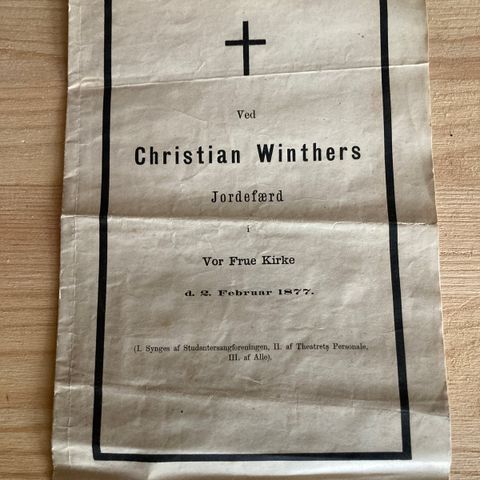 Ved
Christian Winthers
Jordefærd
i
Vor Frue Kirke
d. 2. Februar 1877.
(I. Synges af Studentersangforeningen, II. af Theatrets Personale,
III. af Alle).